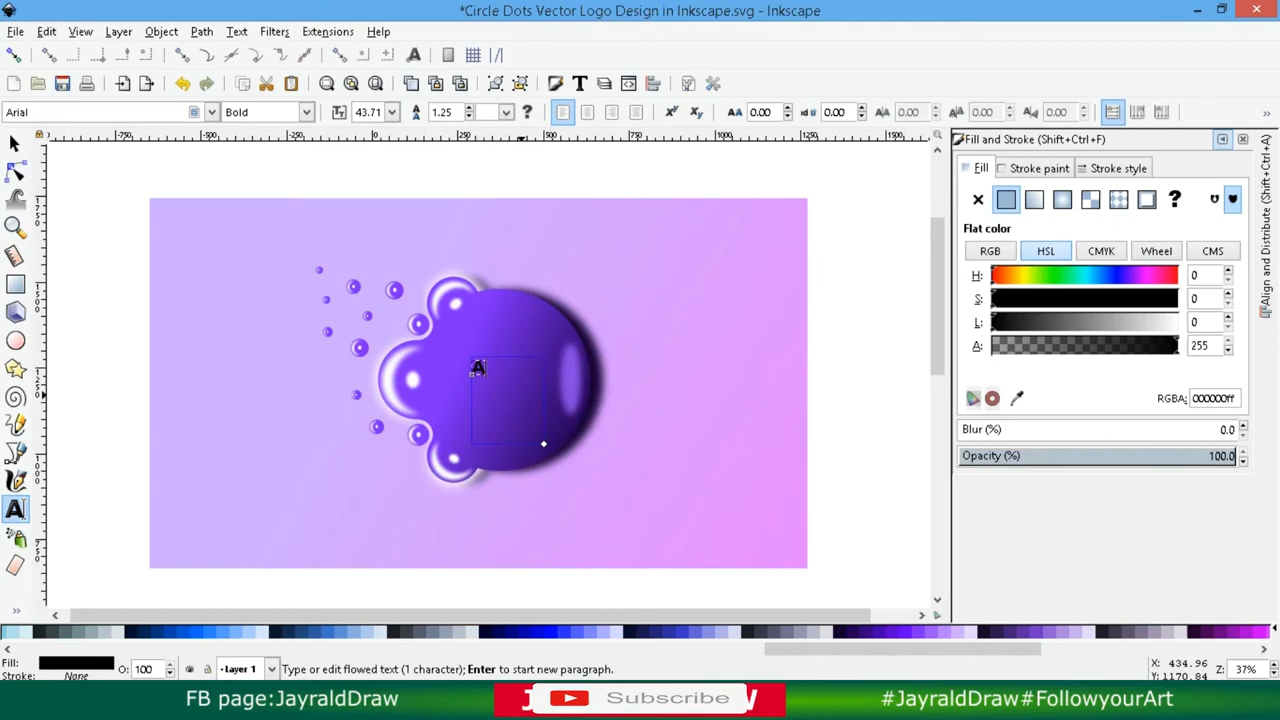 *Circle Dots Vector Logo Design in Inkscape.svg - Inkscape
File Edit View Layer Object Path Text Filters Extensions Help
Arial Bold 43.71 1.25 0.00 0.00 0.00 0.00 0.00
Fill and Stroke (Shift+Ctrl+F)
Fill Stroke paint Stroke style
Flat color
RGB HSL CMYK Wheel CMS
H: 0
S: 0
L: 0
A: 255
RGBA: 000000ff
Blur (%) 0.0
Opacity (%) 100.0
Align and Distribute (Shift+Ctrl+A)
A
Fill:
Stroke: None
O: 100
Layer 1
Type or edit flowed text (1 character); Enter to start new paragraph.
X: 434.96
Y: 1170.84
Z: 37%
FB page:JayraldDraw
Subscribe
#JayraldDraw#FollowyourArt